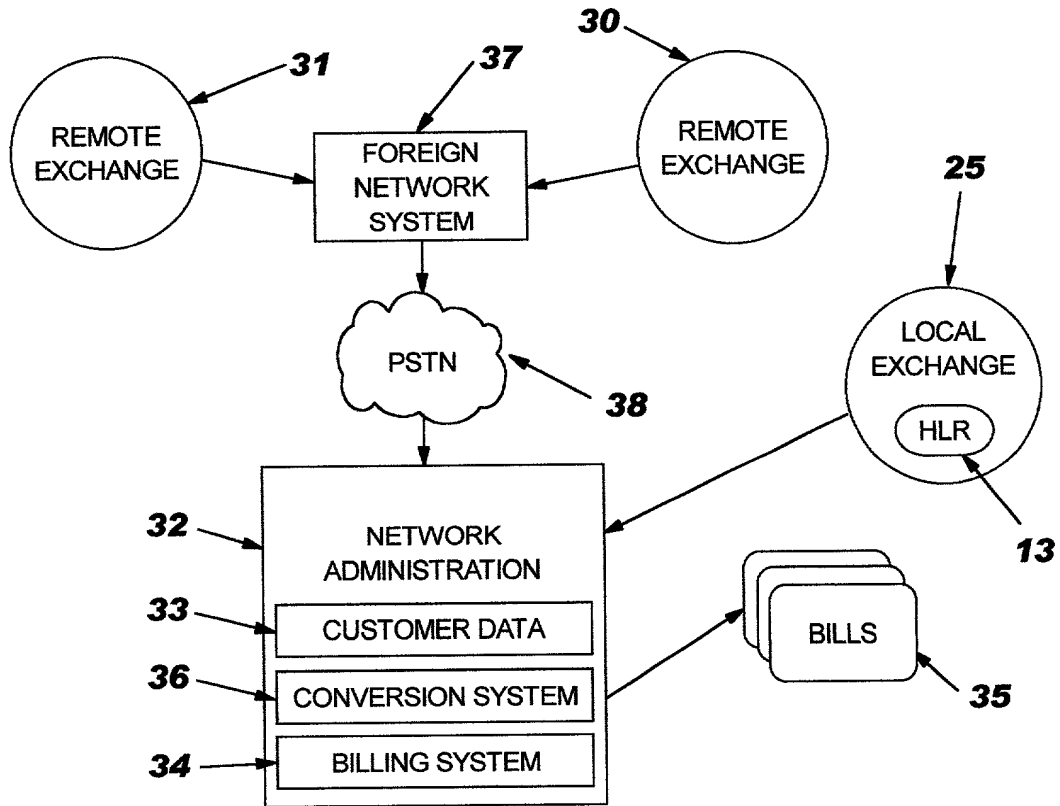 31
37
30
REMOTE
EXCHANGE
FOREIGN
NETWORK
SYSTEM
REMOTE
EXCHANGE
25
PSTN
38
LOCAL
EXCHANGE
HLR
13
32
NETWORK
ADMINISTRATION
33
CUSTOMER DATA
36
CONVERSION SYSTEM
34
BILLING SYSTEM
BILLS
35